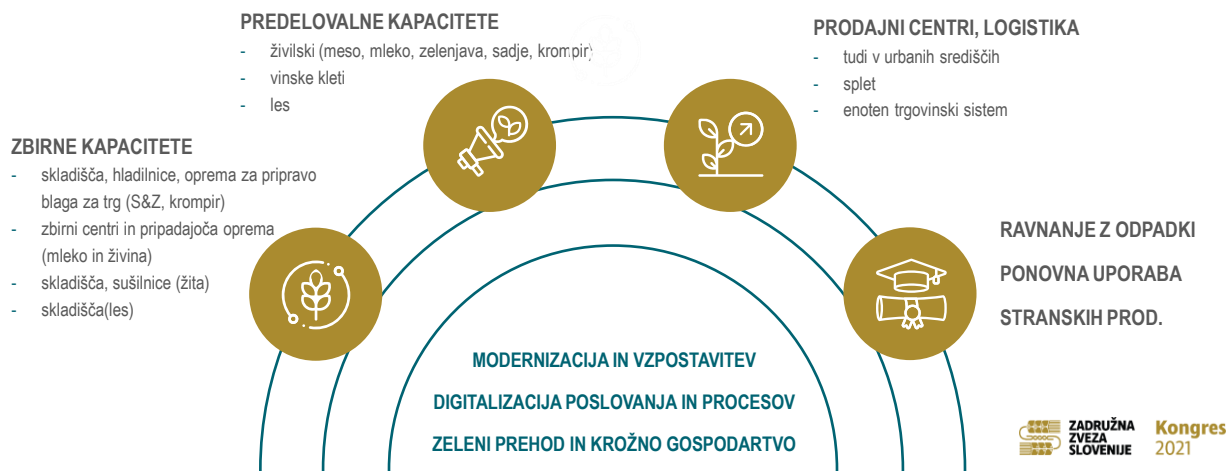 PREDELOVALNE KAPACITETE
- živilski (meso, mleko, zelenjava, sadje, krompir)
- vinske kleti
- les
PRODAJNI CENTRI, LOGISTIKA
- tudi v urbanih središčih
- splet
- enoten trgovinski sistem
ZBIRNE KAPACITETE
- skladišča, hladilnice, oprema za pripravo
blaga za trg (S&Z, krompir)
- zbirni centri in pripadajoča oprema
(mleko in živina)
- skladišča, sušilnice (žita)
- skladišča(les)
RAVNANJE Z ODPADKI
PONOVNA UPORABA
STRANSKIH PROD.
MODERNIZACIJA IN VZPOSTAVITEV
DIGITALIZACIJA POSLOVANJA IN PROCESOV
ZELENI PREHOD IN KROŽNO GOSPODARTVO
ZADRUŽNA
ZVEZA
SLOVENIJE
Kongres
2021